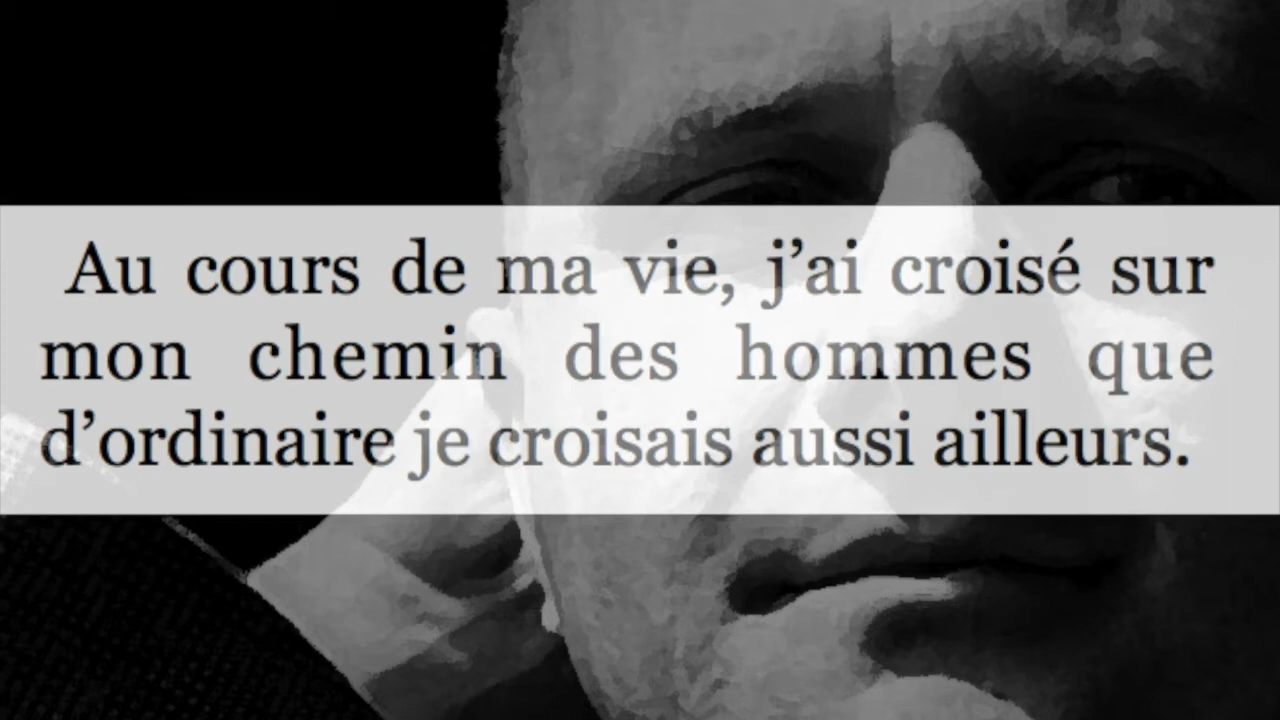 Au cours de ma vie, j’ai croisé sur
mon chemin des hommes que
d’ordinaire je croisais aussi ailleurs.